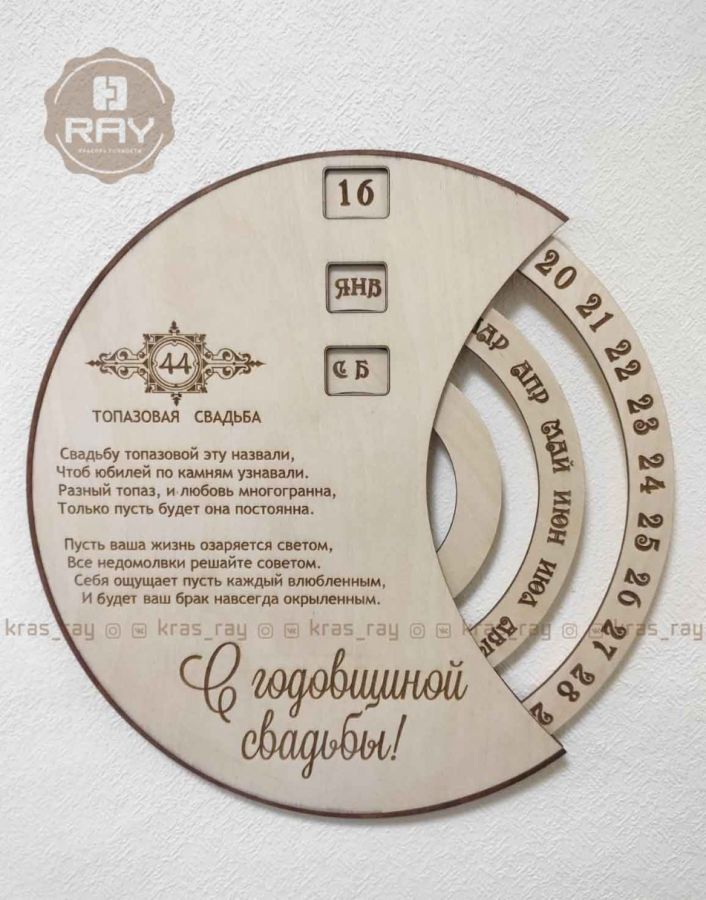 RAY
16
ЯНВ
СБ
44
ТОПАЗОВАЯ СВАДЬБА
Свадьбу топазовой эту назвали,
Чтоб юбилей по камням узнавали.
Разный топаз, и любовь многогранна,
Только пусть будет она постоянна.
Пусть ваша жизнь озаряется светом,
Все недомолвки решайте советом.
Себя ощущает пусть каждый влюбленным,
И будет ваш брак навсегда окрыленным.
С годовщиной
свадьбы!
20 21 22 23 24 25 26 27 28 2
АПР МАЙ ИЮН ИЮЛ
kras_ray kras_ray kras_ray kras_ray kras_ray